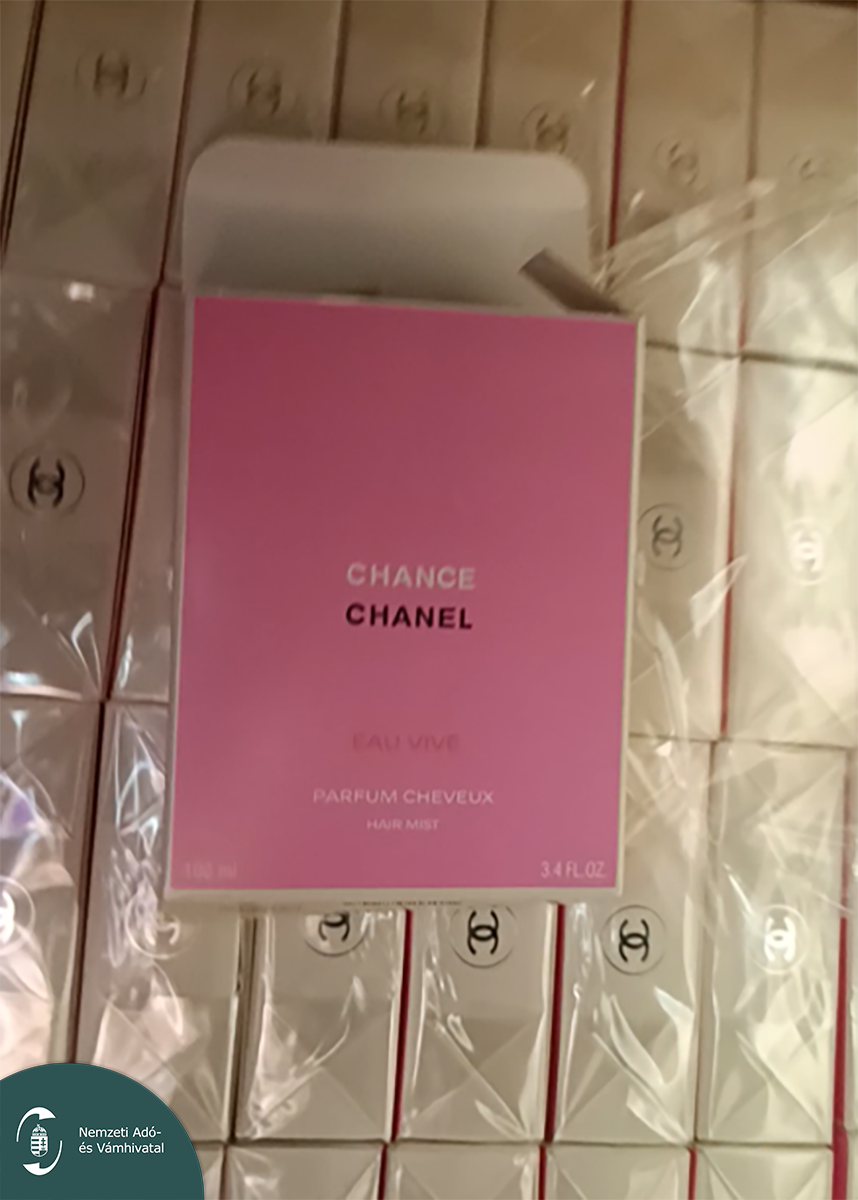 CHANCE
CHANEL
EAU VIVE
PARFUM CHEVEUX
HAIR MIST
100 ml
3.4 FL.OZ.
Nemzeti Adó-
és Vámhivatal